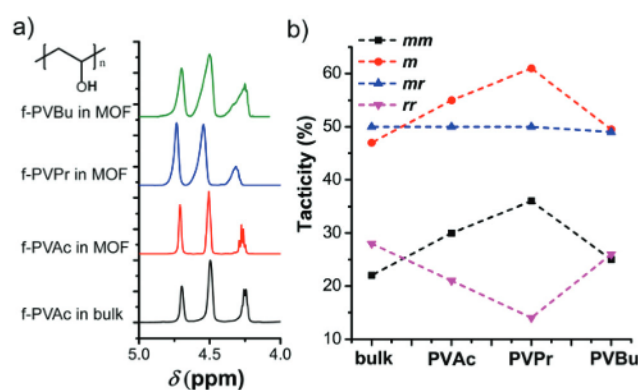 a)
n
OH
f-PVBu in MOF
f-PVPr in MOF
f-PVAc in MOF
f-PVAc in bulk
5.0 4.5 4.0
δ (ppm)
b)
mm
m
mr
rr
60
50
40
30
20
10
Tacticity (%)
bulk PVAc PVPr PVBu